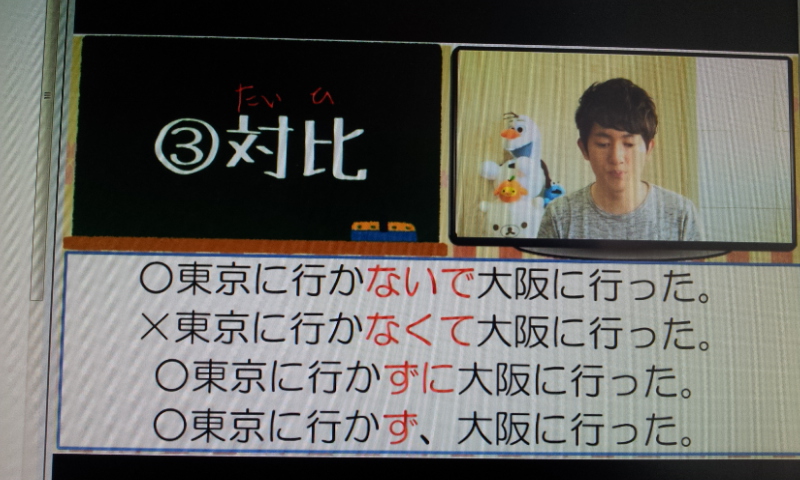 たい ひ
③対比
○東京に行かないで大阪に行った。
×東京に行かなくて大阪に行った。
○東京に行かずに大阪に行った。
○東京に行かず、大阪に行った。